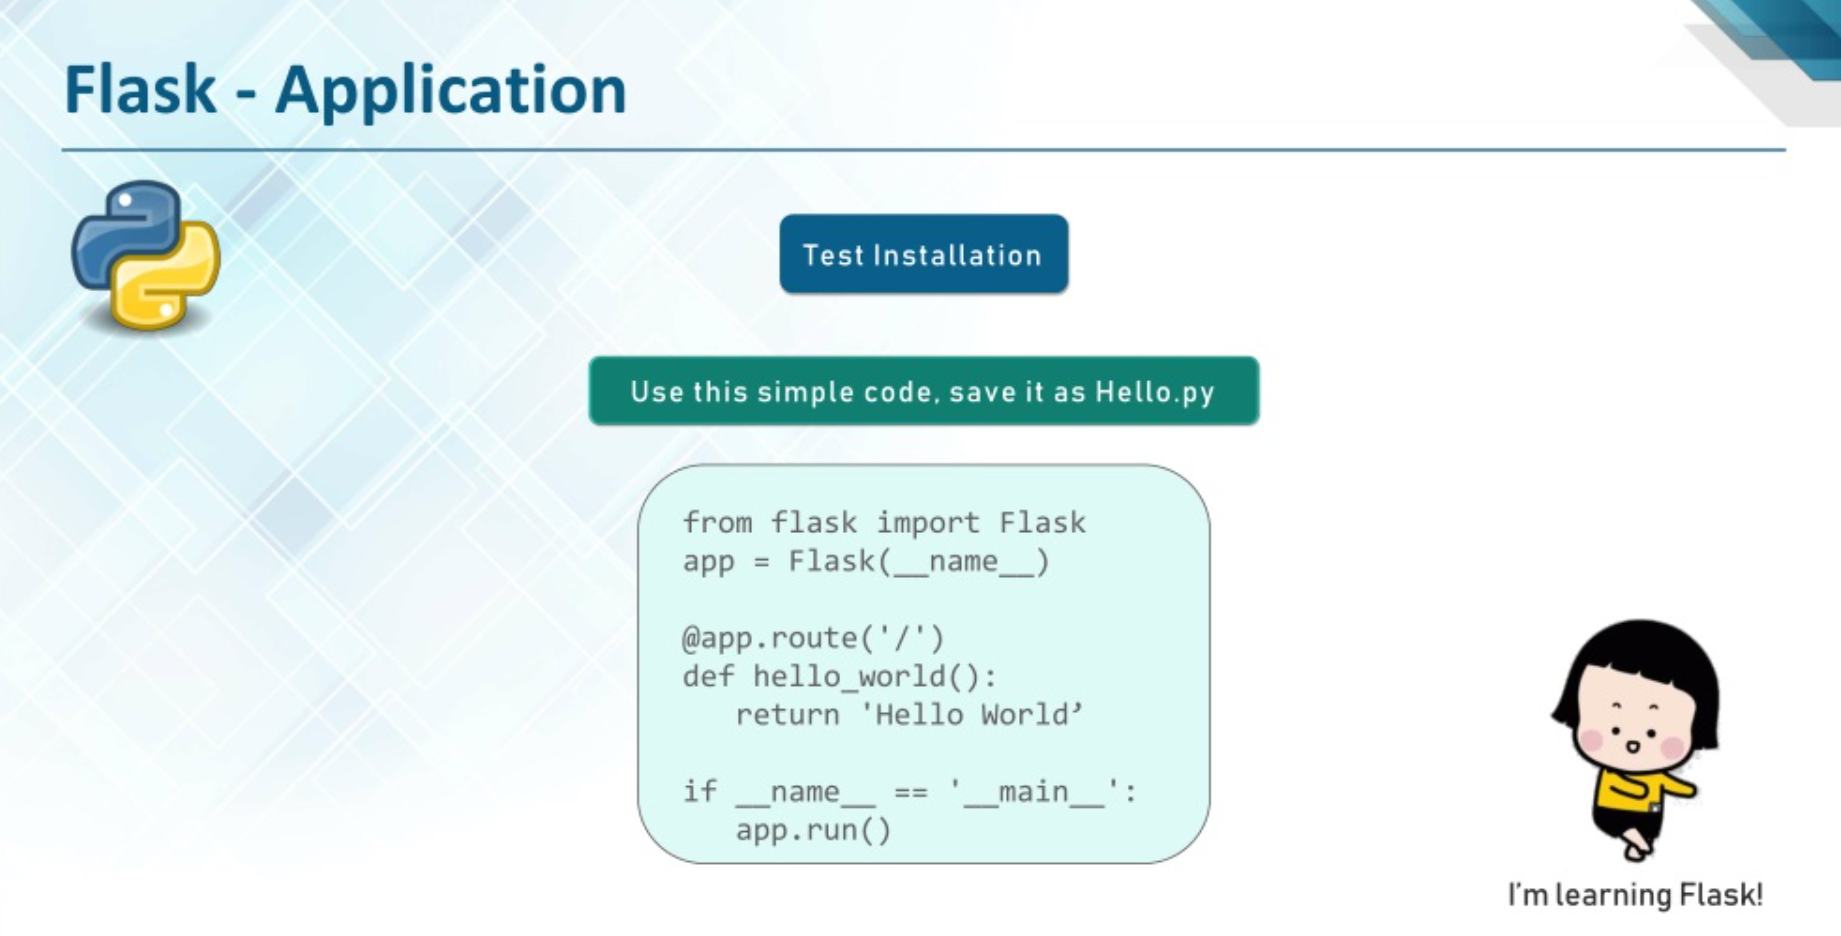 Flask - Application
Test Installation
Use this simple code, save it as Hello.py
from flask import Flask
app = Flask(__name__)
@app.route('/')
def hello_world():
   return 'Hello World’
if __name__ == '__main__':
   app.run()
I’m learning Flask!